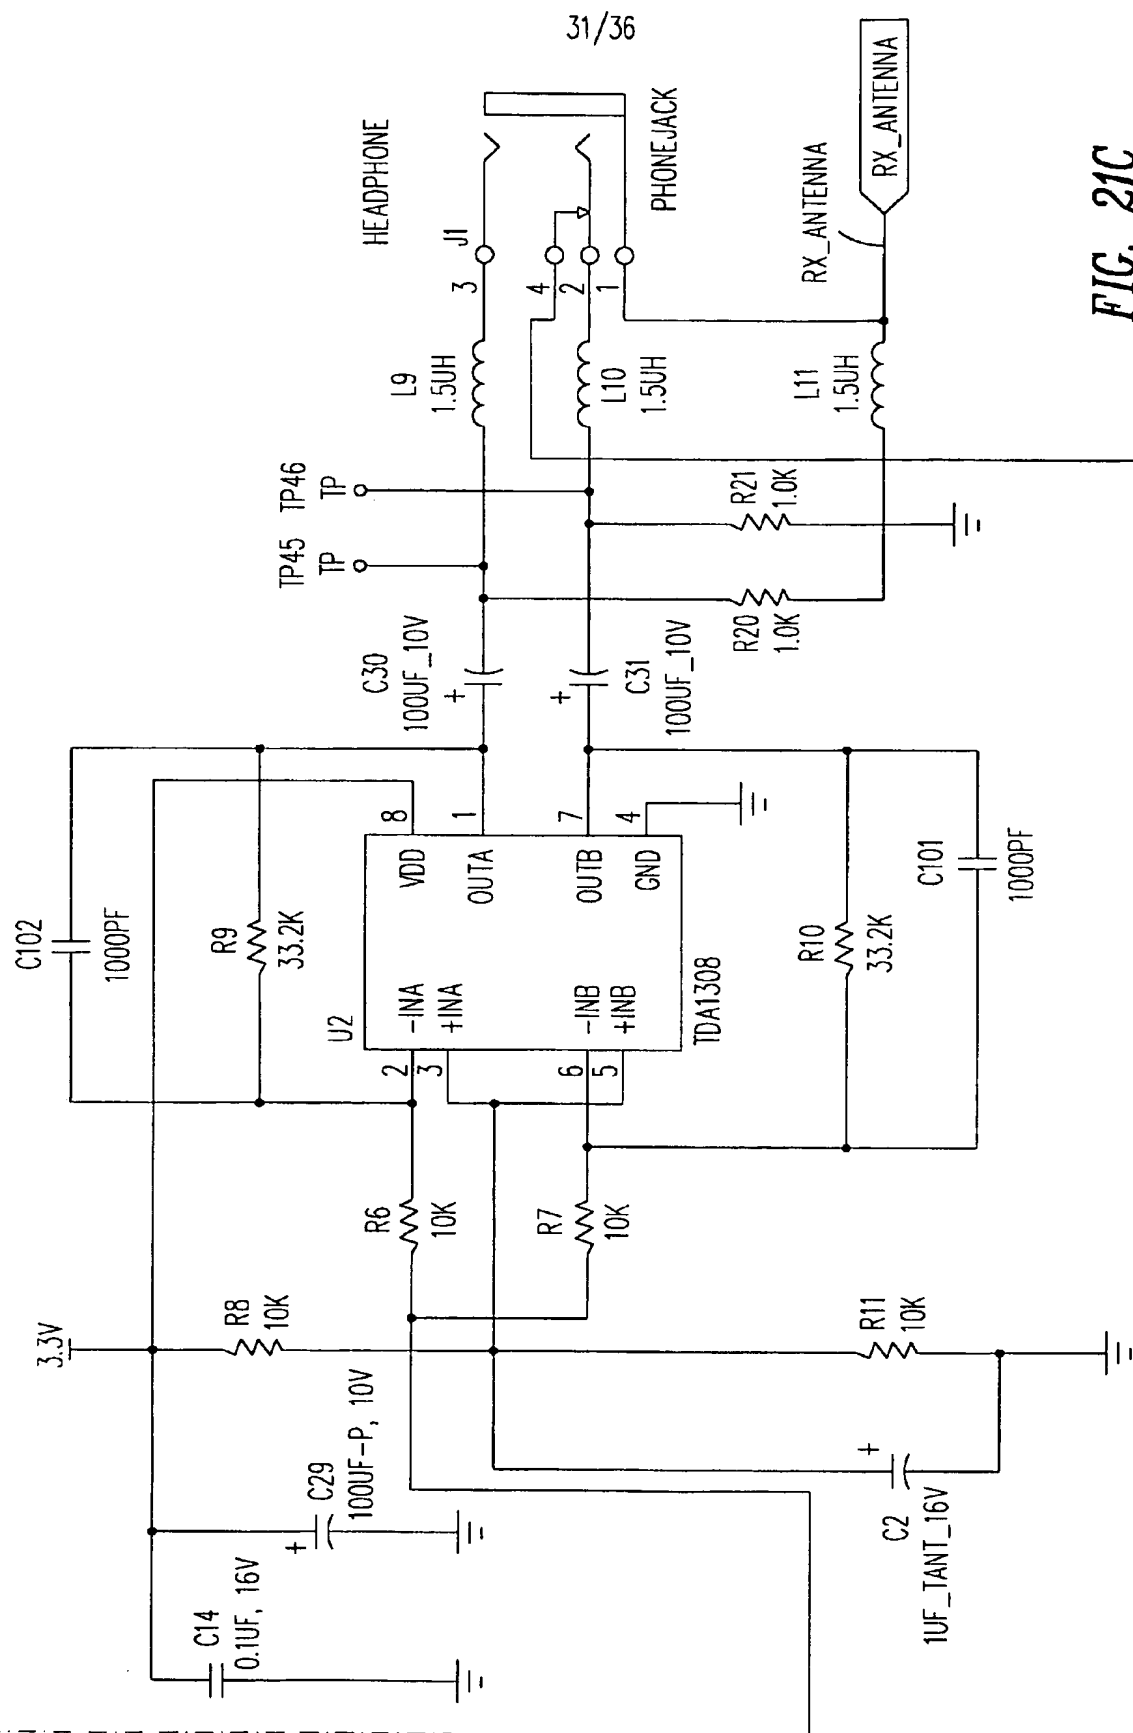 31/36
HEADPHONE
J1
3
4
2
1
PHONEJACK
RX_ANTENNA
RX_ANTENNA
FIG. 21C
L9
1.5UH
L10
1.5UH
L11
1.5UH
TP45
TP
TP46
TP
R21
1.0K
R20
1.0K
C30
100UF_10V
+
C31
100UF_10V
+
C102
1000PF
R9
33.2K
8
1
7
4
VDD
OUTA
OUTB
GND
U2
-INA
+INA
-INB
+INB
TDA1308
2
3
6
5
R10
33.2K
C101
1000PF
R6
10K
R7
10K
3.3V
R8
10K
R11
10K
C29
100UF-P, 10V
+
C2
1UF_TANT_16V
+
C14
0.1UF, 16V